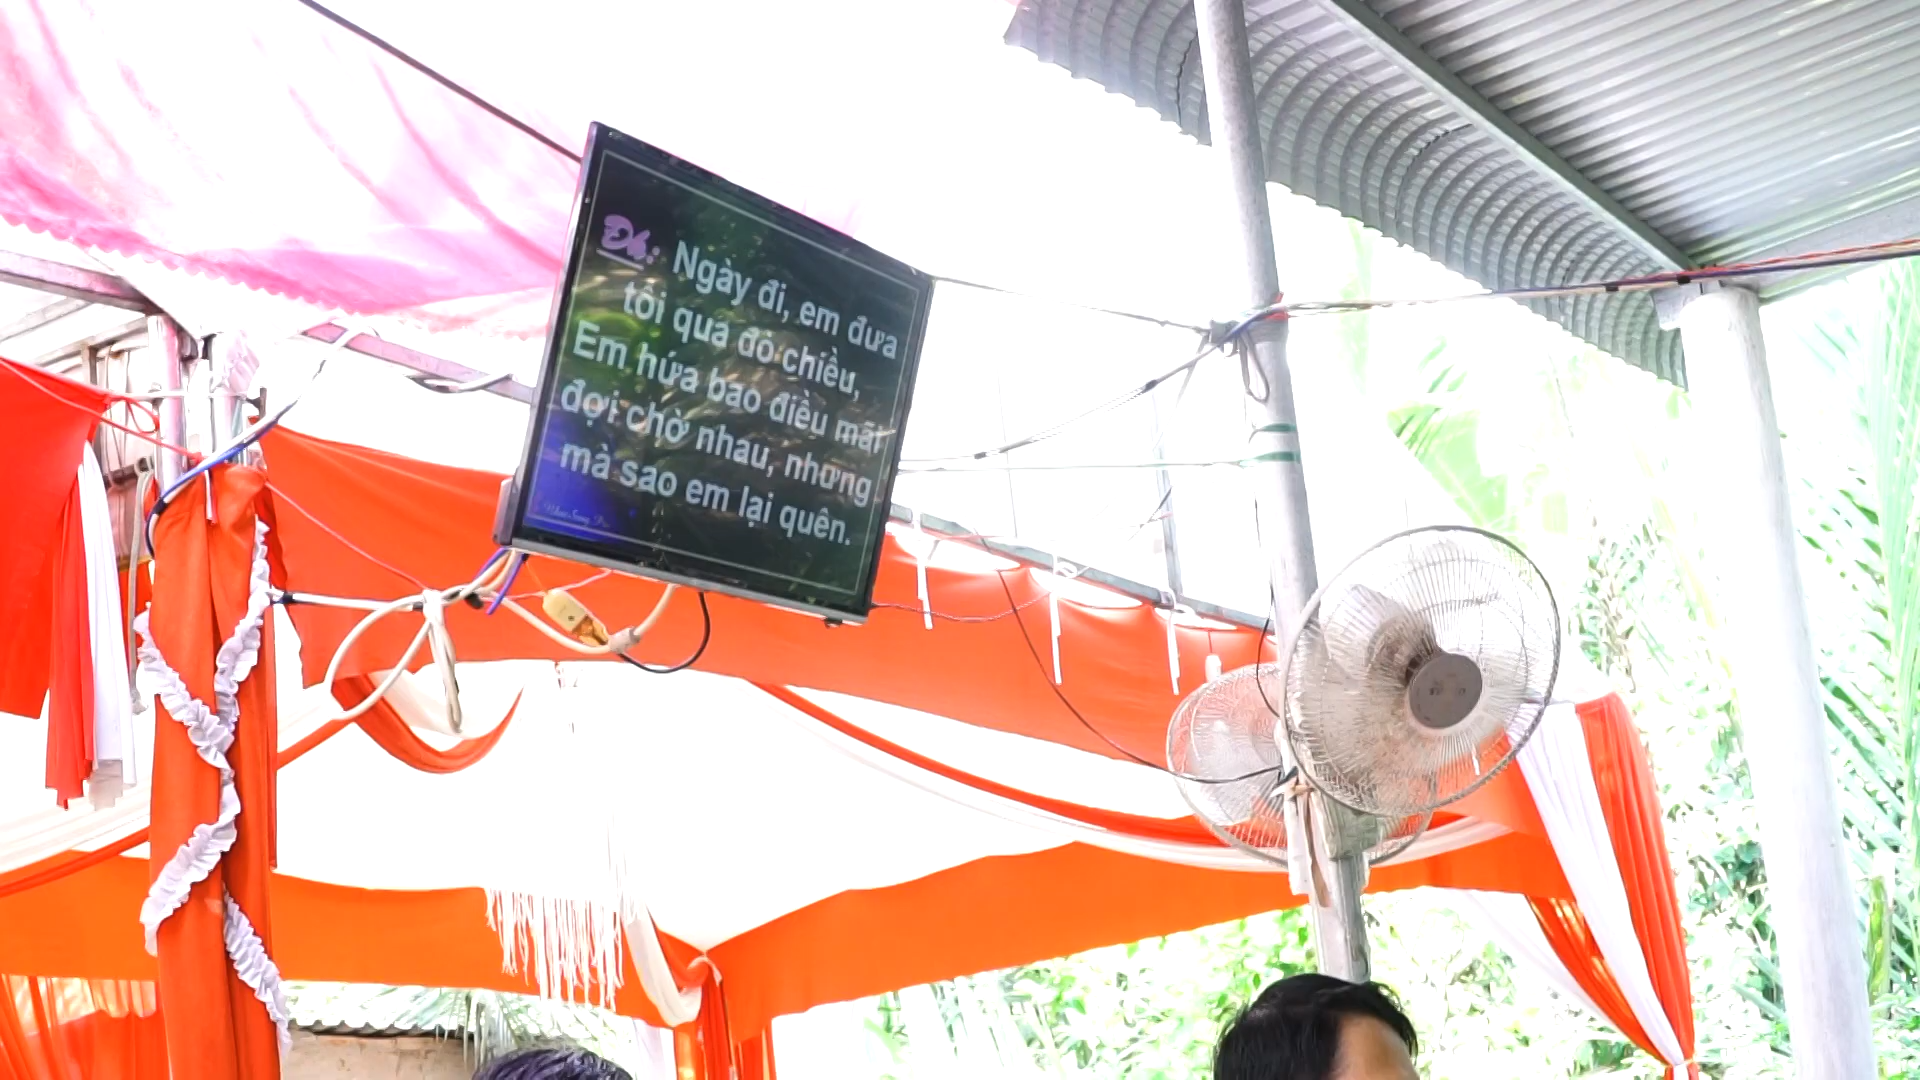 Đk: Ngày đi, em đưa
tôi qua đò chiều,
Em hứa bao điều mãi
đợi chờ nhau, nhưng
mà sao em lại quên.